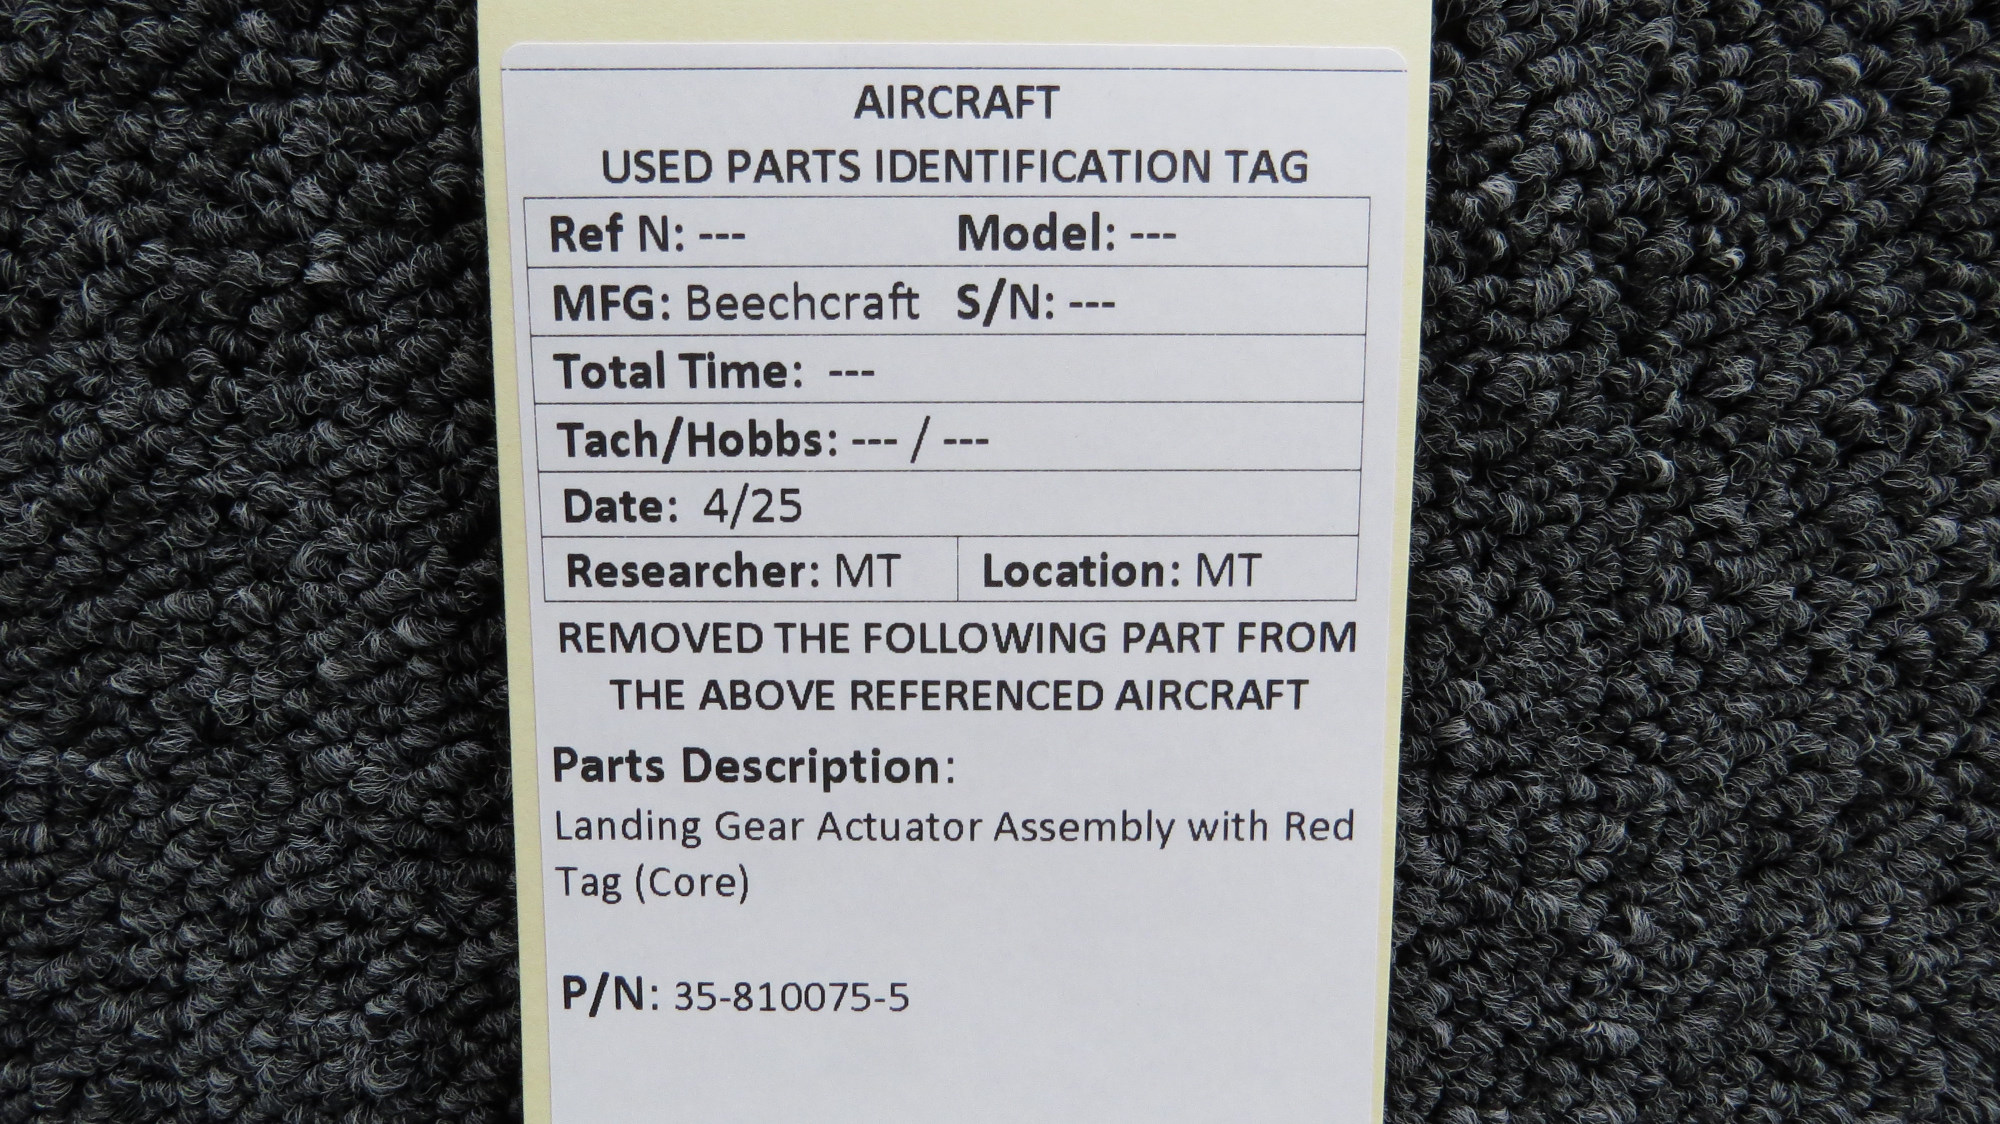 AIRCRAFT
USED PARTS IDENTIFICATION TAG
Ref N: --- Model: ---
MFG: Beechcraft S/N: ---
Total Time: ---
Tach/Hobbs: --- / ---
Date: 4/25
Researcher: MT Location: MT
REMOVED THE FOLLOWING PART FROM
THE ABOVE REFERENCED AIRCRAFT
Parts Description:
Landing Gear Actuator Assembly with Red
Tag (Core)
P/N: 35-810075-5